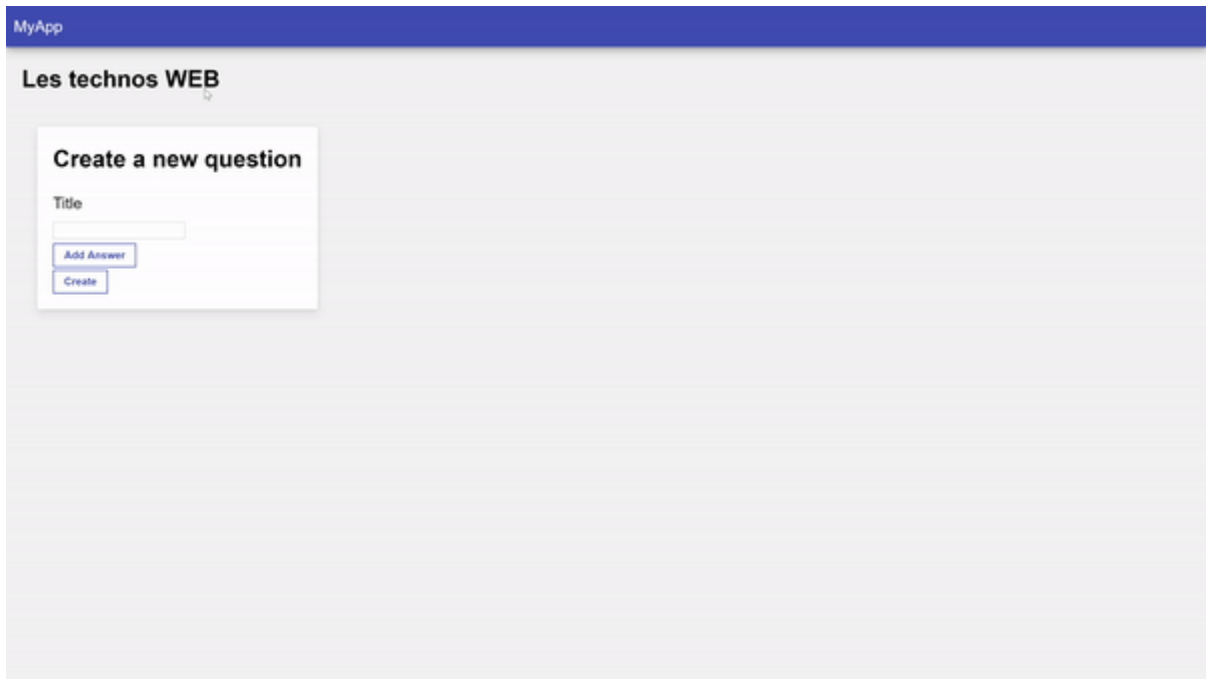 MyApp
Les technos WEB
Create a new question
Title
Add Answer
Create